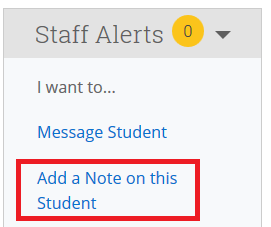 Staff Alerts 0
I want to...
Message Student
Add a Note on this
Student